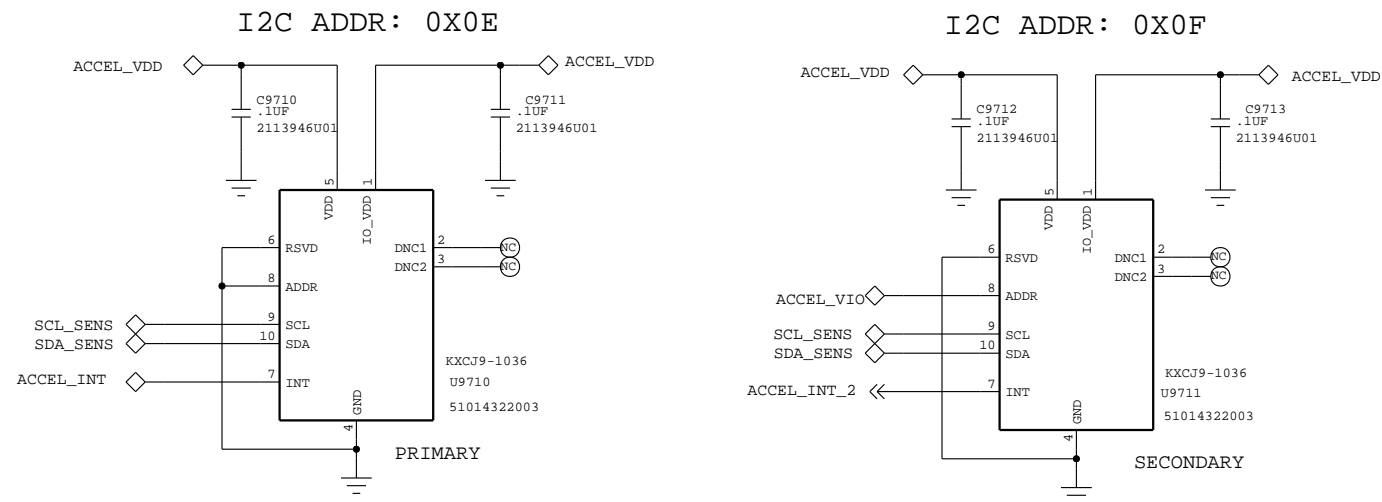 I2C ADDR: 0X0E
ACCEL_VDD
ACCEL_VDD
C9710
.1UF
2113946U01
C9711
.1UF
2113946U01
5
1
VDD
IO_VDD
6
RSVD
DNC1
2
NC
DNC2
3
NC
8
ADDR
SCL_SENS
9
SCL
SDA_SENS
10
SDA
ACCEL_INT
7
INT
KXCJ9-1036
U9710
51014322003
GND
4
PRIMARY
I2C ADDR: 0X0F
ACCEL_VDD
ACCEL_VDD
C9712
.1UF
2113946U01
C9713
.1UF
2113946U01
5
1
VDD
IO_VDD
6
RSVD
DNC1
2
NC
DNC2
3
NC
ACCEL_VIO
8
ADDR
SCL_SENS
9
SCL
SDA_SENS
10
SDA
ACCEL_INT_2
7
INT
KXCJ9-1036
U9711
51014322003
GND
4
SECONDARY